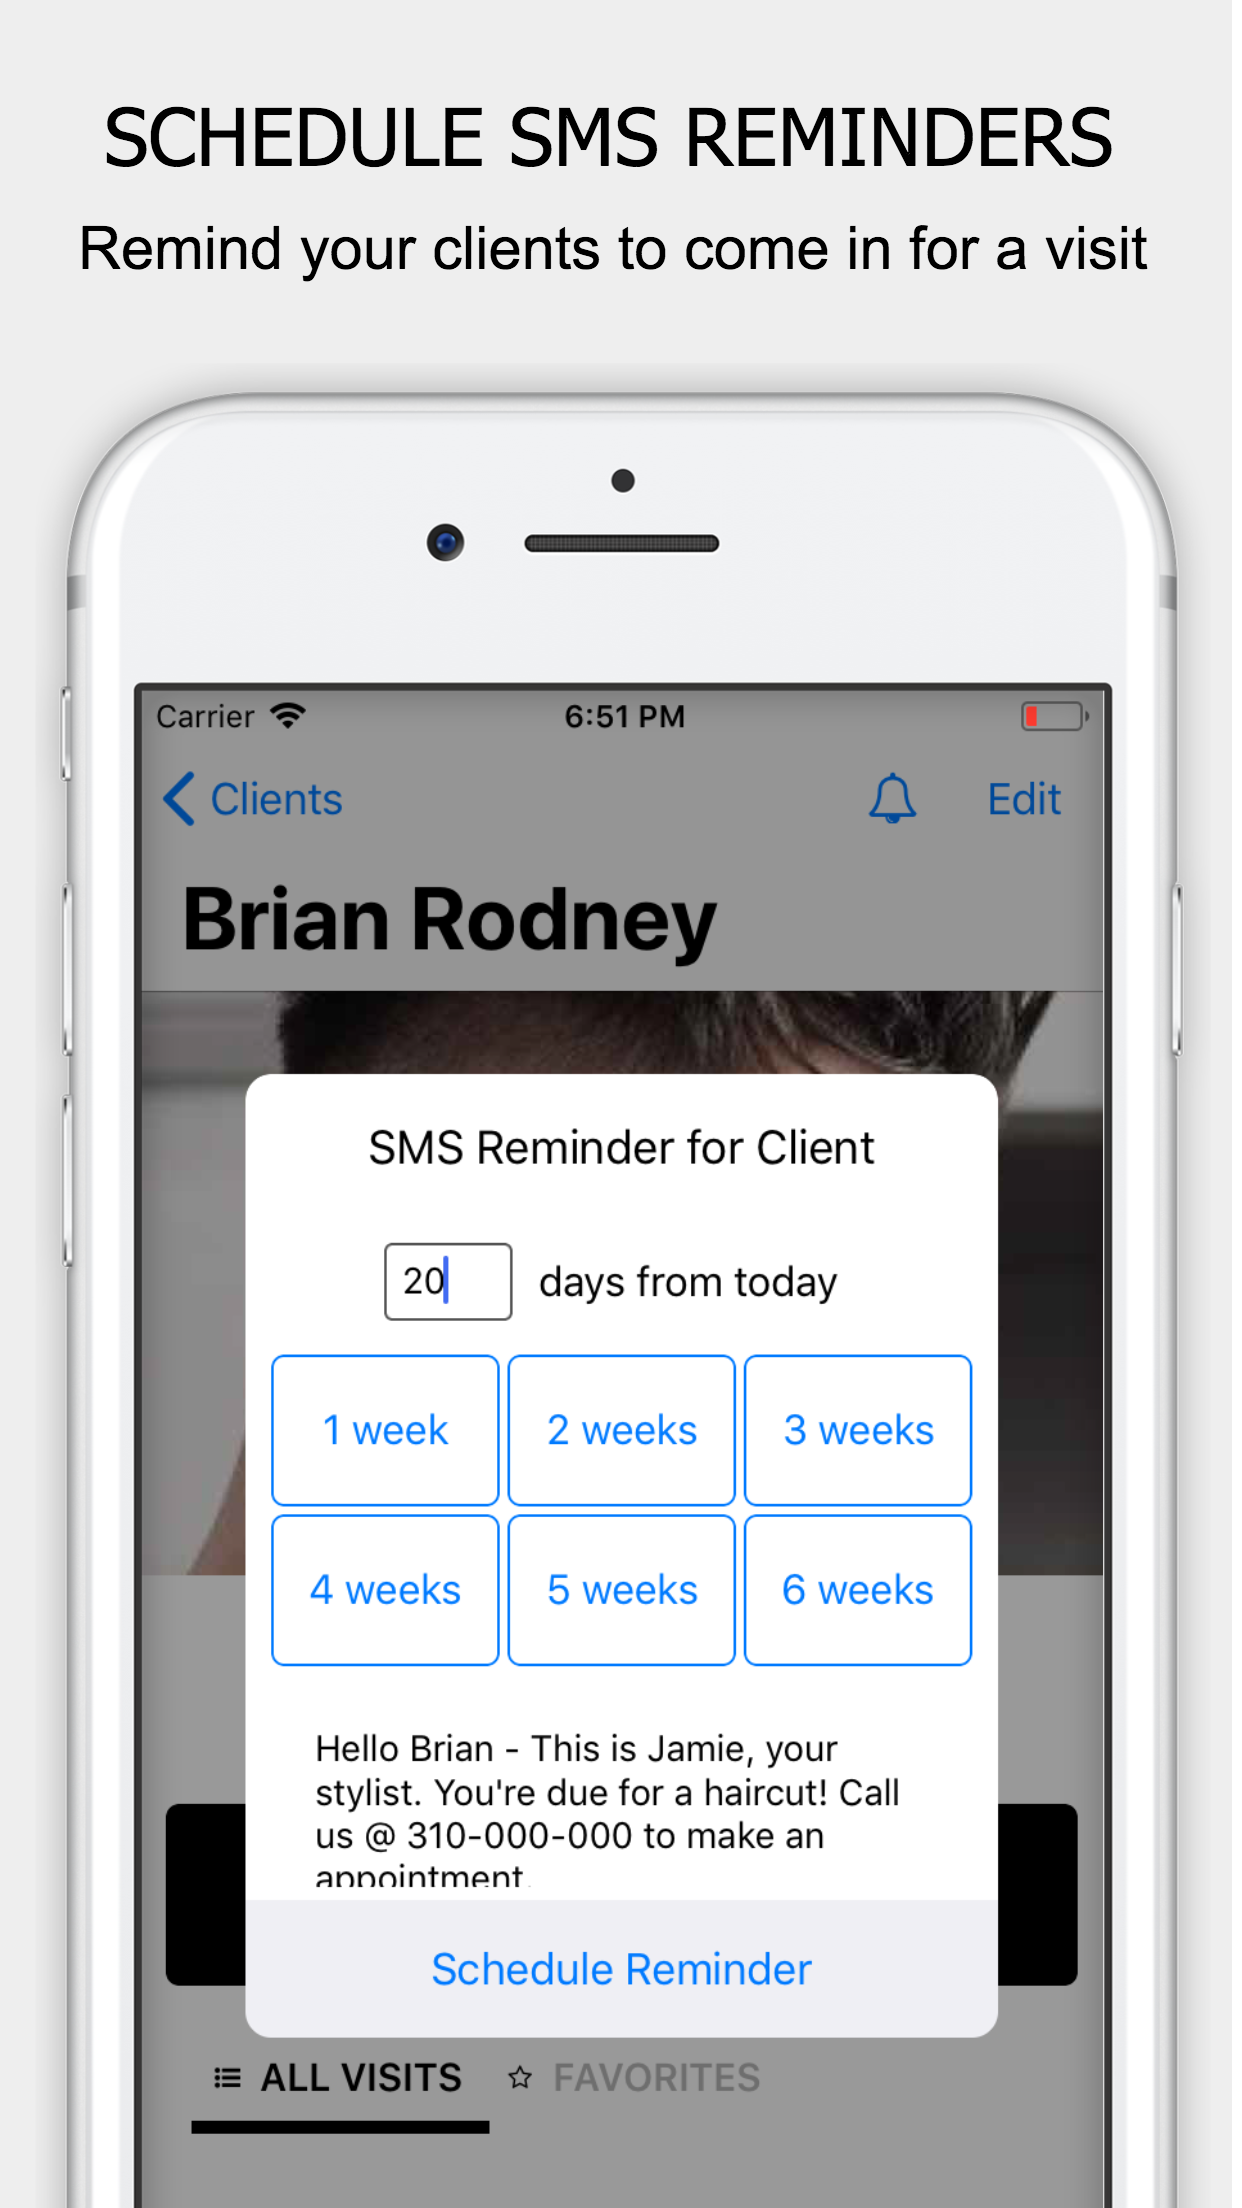 SCHEDULE SMS REMINDERS
Remind your clients to come in for a visit
Carrier 6:51 PM
Clients Edit
Brian Rodney
SMS Reminder for Client
20 days from today
1 week 2 weeks 3 weeks
4 weeks 5 weeks 6 weeks
Hello Brian - This is Jamie, your
stylist. You're due for a haircut! Call
us @ 310-000-000 to make an
appointment.
Schedule Reminder
ALL VISITS FAVORITES